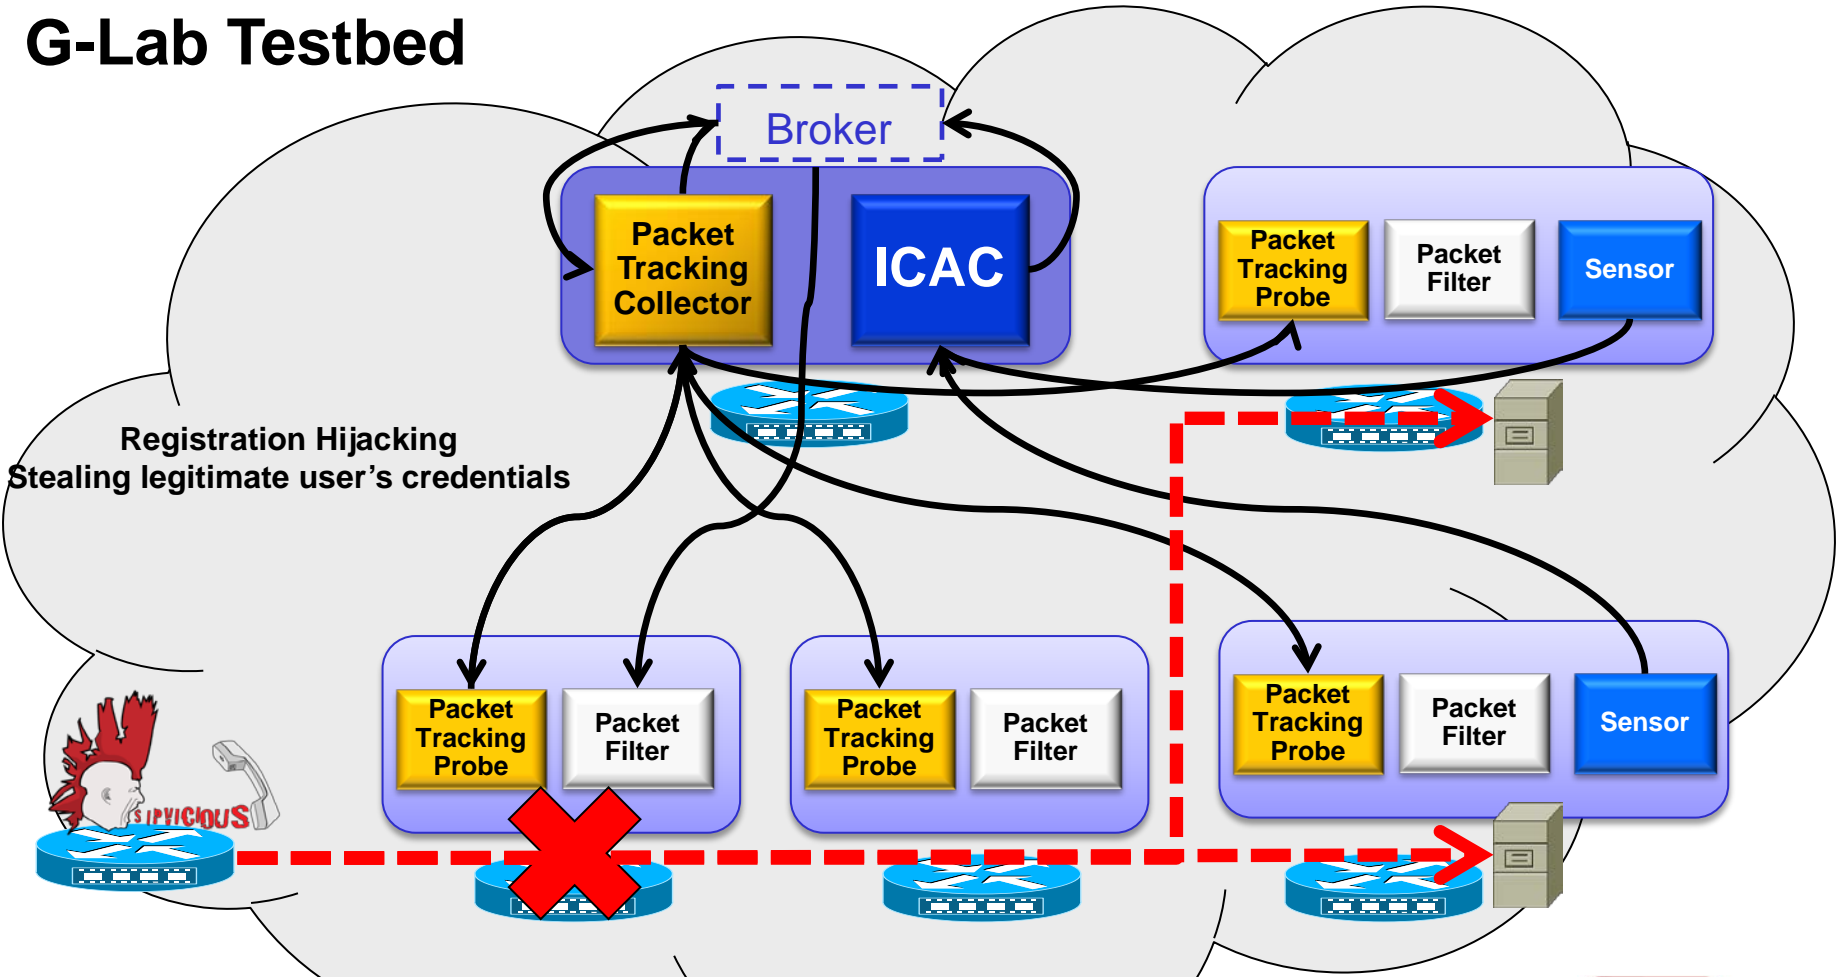 G-Lab Testbed
Broker
Packet
Tracking
Collector
ICAC
Packet
Tracking
Probe
Packet
Filter
Sensor
Registration Hijacking
Stealing legitimate user’s credentials
Packet
Tracking
Probe
Packet
Filter
Packet
Tracking
Probe
Packet
Filter
Packet
Tracking
Probe
Packet
Filter
Sensor
SIPVICIOUS